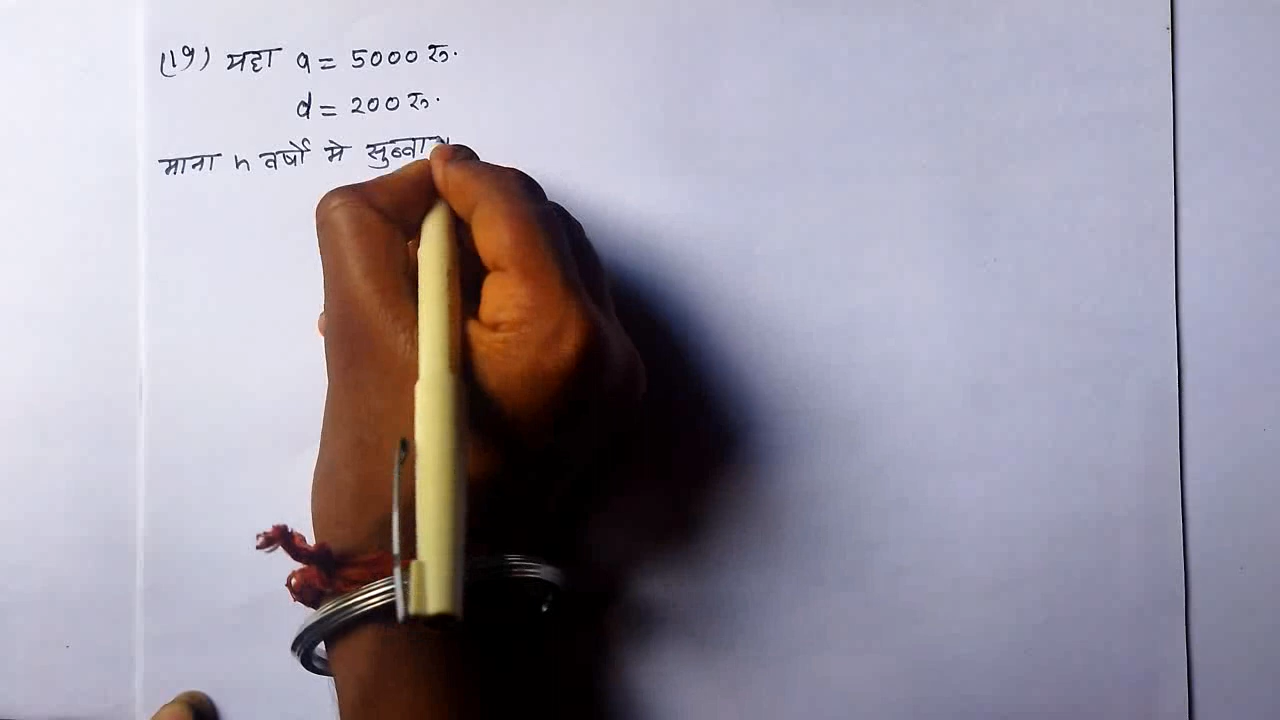 (19) यहा a = 5000 रु.
d = 200 रु.
माना n वर्षो मे